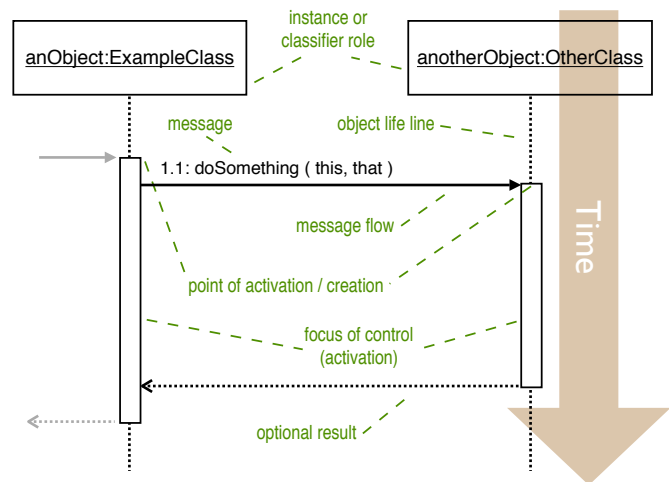 instance or
classifier role
anObject:ExampleClass
anotherObject:OtherClass
message
object life line
1.1: doSomething ( this, that )
message flow
Time
point of activation / creation
focus of control
(activation)
optional result